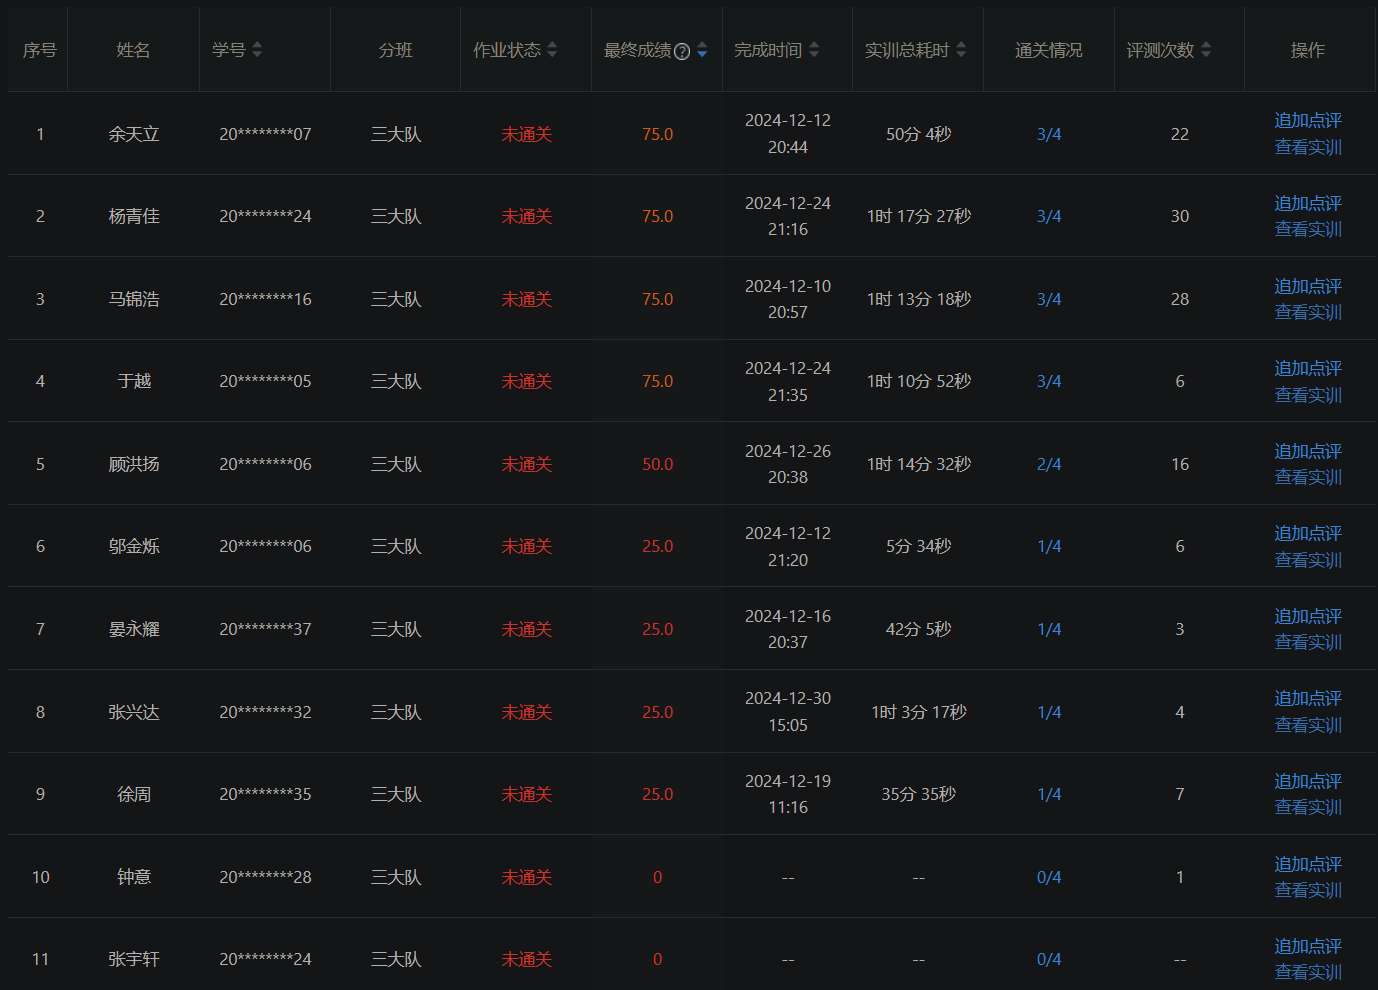 序号 姓名 学号 分班 作业状态 最终成绩 完成时间 实训总耗时 通关情况 评测次数 操作
1 余天立 20********07 三大队 未通关 75.0 2024-12-12 20:44 50分 4秒 3/4 22 追加点评 查看实训
2 杨青佳 20********24 三大队 未通关 75.0 2024-12-24 21:16 1时 17分 27秒 3/4 30 追加点评 查看实训
3 马锦浩 20********16 三大队 未通关 75.0 2024-12-10 20:57 1时 13分 18秒 3/4 28 追加点评 查看实训
4 于越 20********05 三大队 未通关 75.0 2024-12-24 21:35 1时 10分 52秒 3/4 6 追加点评 查看实训
5 顾洪扬 20********06 三大队 未通关 50.0 2024-12-26 20:38 1时 14分 32秒 2/4 16 追加点评 查看实训
6 邬金烁 20********06 三大队 未通关 25.0 2024-12-12 21:20 5分 34秒 1/4 6 追加点评 查看实训
7 晏永耀 20********37 三大队 未通关 25.0 2024-12-16 20:37 42分 5秒 1/4 3 追加点评 查看实训
8 张兴达 20********32 三大队 未通关 25.0 2024-12-30 15:05 1时 3分 17秒 1/4 4 追加点评 查看实训
9 徐周 20********35 三大队 未通关 25.0 2024-12-19 11:16 35分 35秒 1/4 7 追加点评 查看实训
10 钟意 20********28 三大队 未通关 0 -- -- 0/4 1 追加点评 查看实训
11 张宇轩 20********24 三大队 未通关 0 -- -- 0/4 -- 追加点评 查看实训